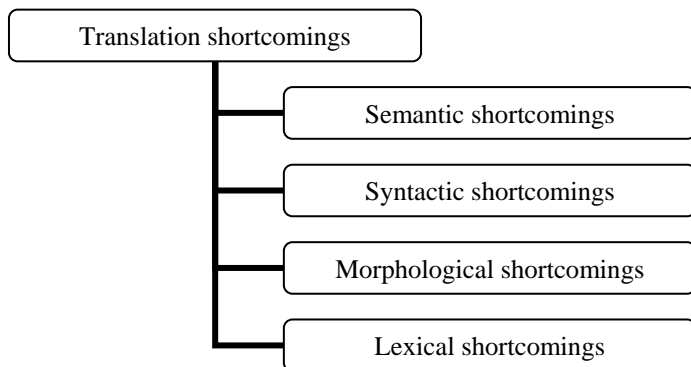 Translation shortcomings
Semantic shortcomings
Syntactic shortcomings
Morphological shortcomings
Lexical shortcomings